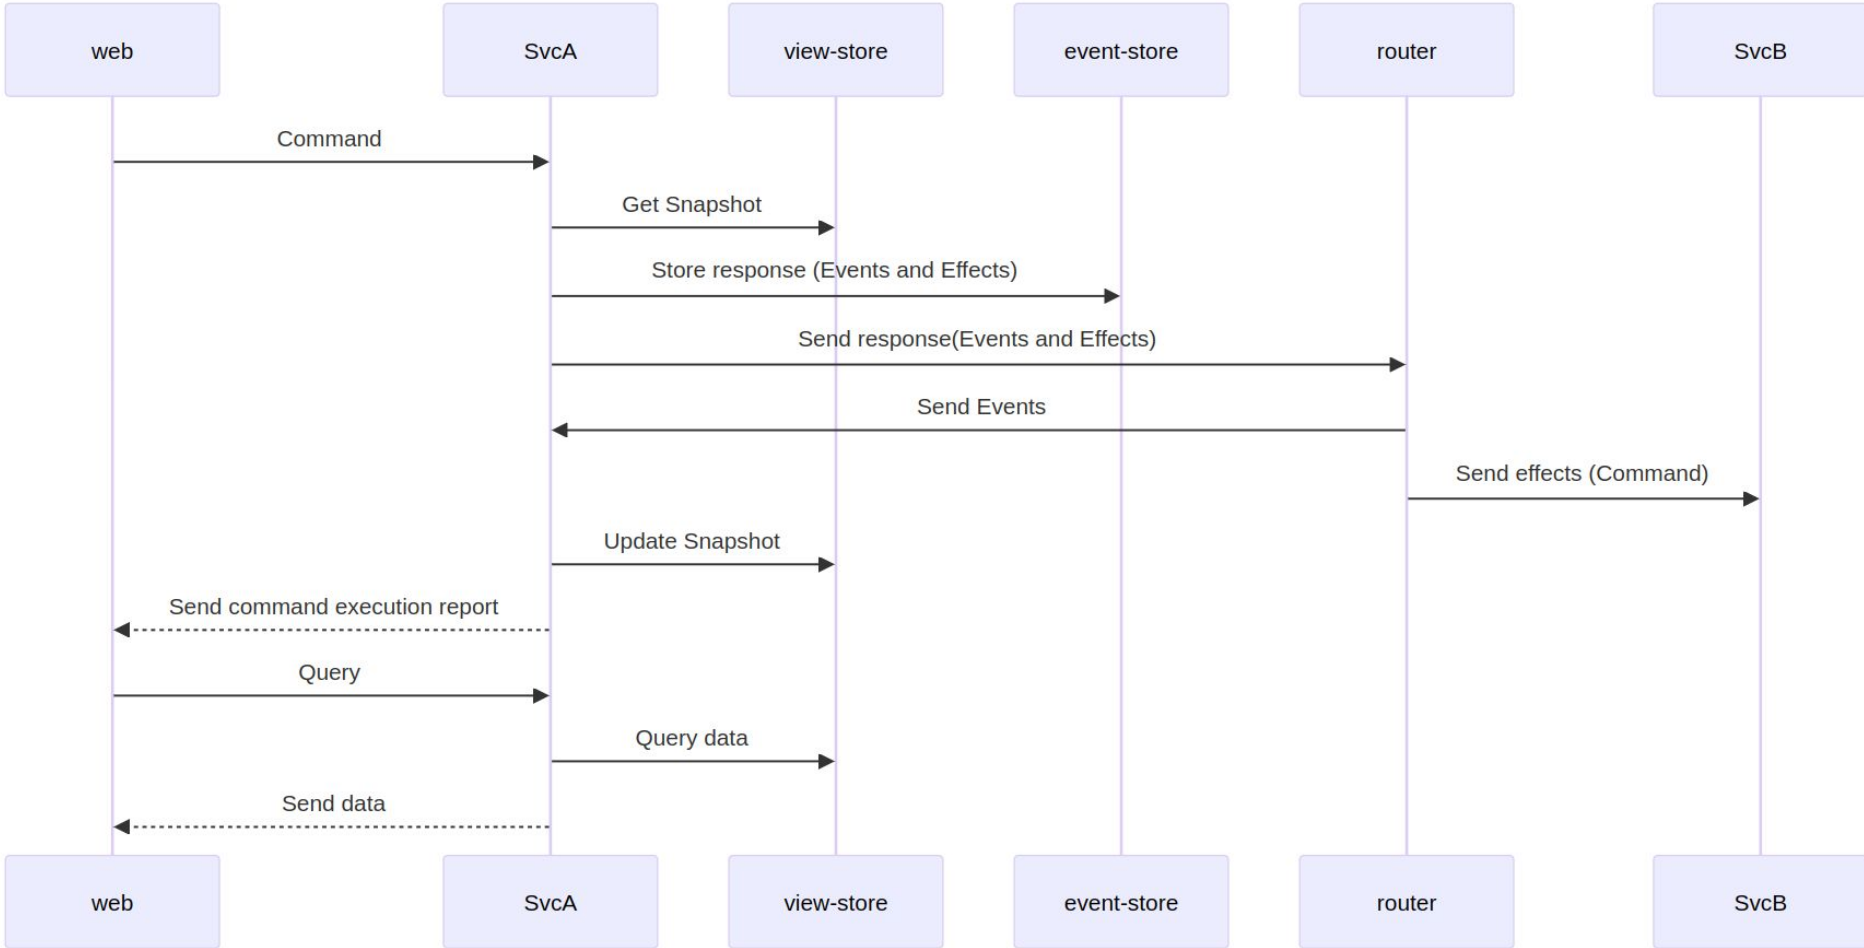 web
SvcA
view-store
event-store
router
SvcB
Command
Get Snapshot
Store response (Events and Effects)
Send response(Events and Effects)
Send Events
Send effects (Command)
Update Snapshot
Send command execution report
Query
Query data
Send data
web
SvcA
view-store
event-store
router
SvcB